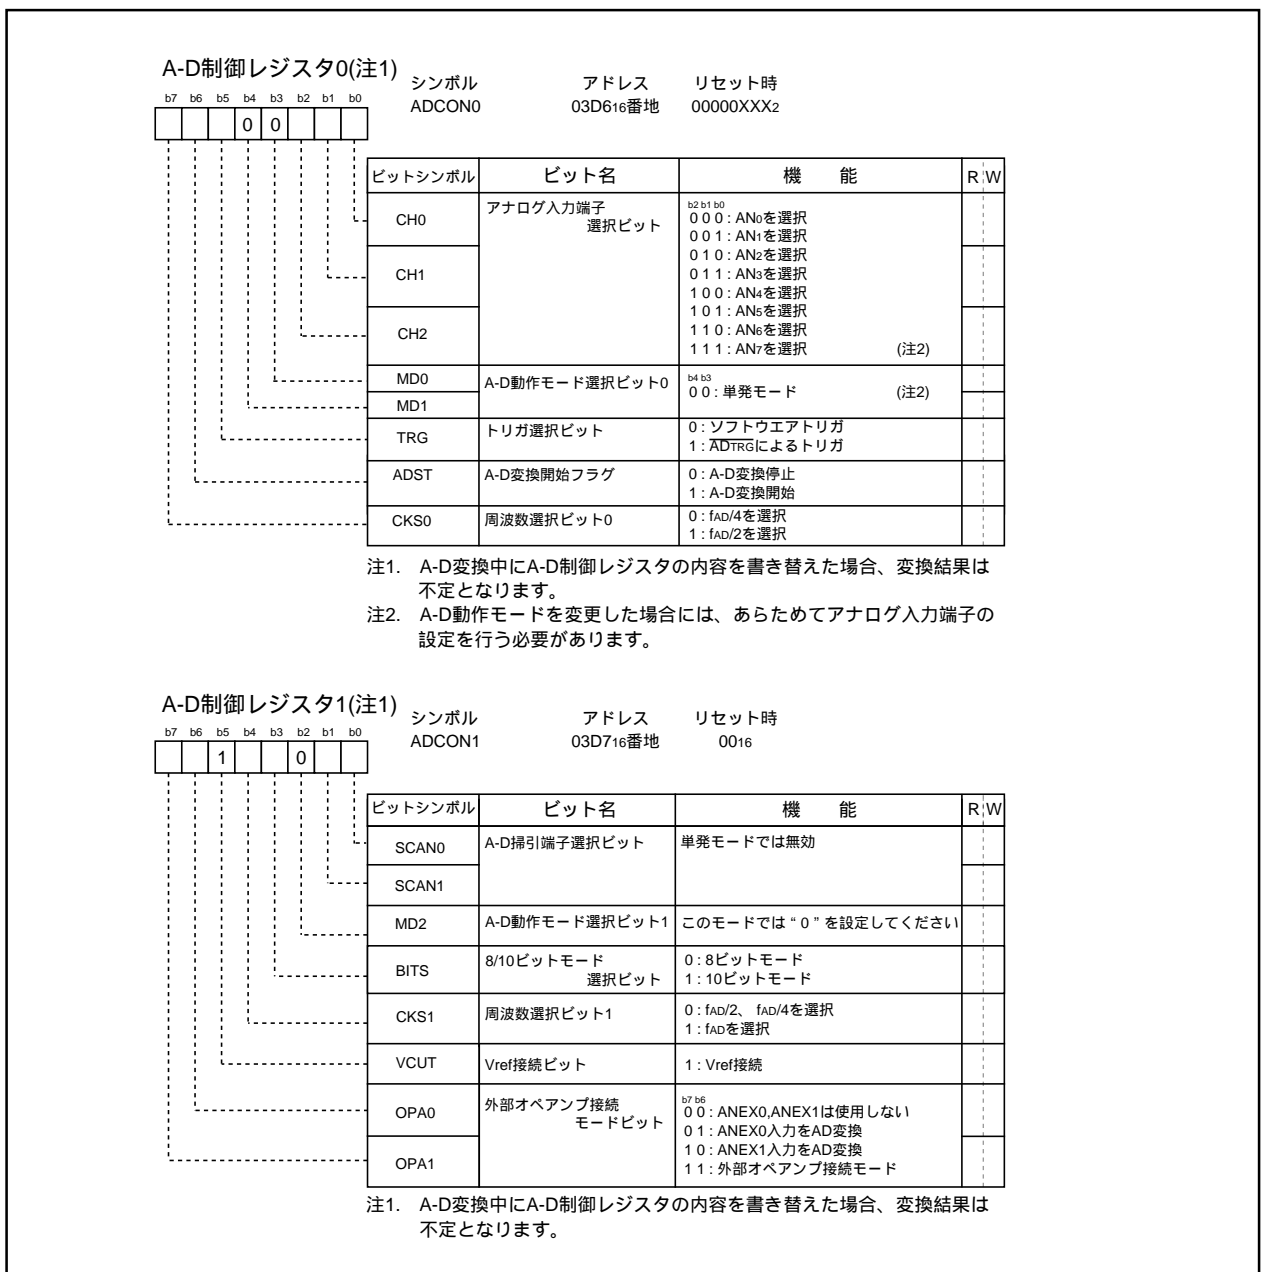 A-D制御レジスタ0(注1)
シンボル アドレス リセット時
ADCON0 03D616番地 00000XXX2
b7 b6 b5 b4 b3 b2 b1 b0
0 0
ビットシンボル ビット名 機 能 R W
CH0 アナログ入力端子
選択ビット
b2 b1 b0
0 0 0 : AN0を選択
0 0 1 : AN1を選択
0 1 0 : AN2を選択
CH1 0 1 1 : AN3を選択
1 0 0 : AN4を選択
1 0 1 : AN5を選択
CH2 1 1 0 : AN6を選択
1 1 1 : AN7を選択 (注2)
MD0 A-D動作モード選択ビット0
b4 b3
0 0 : 単発モード (注2)
MD1
TRG トリガ選択ビット 0 : ソフトウエアトリガ
1 : ADTRGによるトリガ
ADST A-D変換開始フラグ 0 : A-D変換停止
1 : A-D変換開始
CKS0 周波数選択ビット0 0 : fAD/4を選択
1 : fAD/2を選択
注1. A-D変換中にA-D制御レジスタの内容を書き替えた場合、変換結果は
不定となります。
注2. A-D動作モードを変更した場合には、あらためてアナログ入力端子の
設定を行う必要があります。
A-D制御レジスタ1(注1)
シンボル アドレス リセット時
ADCON1 03D716番地 0016
b7 b6 b5 b4 b3 b2 b1 b0
1 0
ビットシンボル ビット名 機 能 R W
SCAN0 A-D掃引端子選択ビット 単発モードでは無効
SCAN1
MD2 A-D動作モード選択ビット1 このモードでは “ 0 ” を設定してください
BITS 8/10ビットモード
選択ビット
0 : 8ビットモード
1 : 10ビットモード
CKS1 周波数選択ビット1 0 : fAD/2、 fAD/4を選択
1 : fADを選択
VCUT Vref接続ビット 1 : Vref接続
OPA0 外部オペアンプ接続
モードビット
b7 b6
0 0 : ANEX0,ANEX1は使用しない
0 1 : ANEX0入力をAD変換
1 0 : ANEX1入力をAD変換
OPA1 1 1 : 外部オペアンプ接続モード
注1. A-D変換中にA-D制御レジスタの内容を書き替えた場合、変換結果は
不定となります。